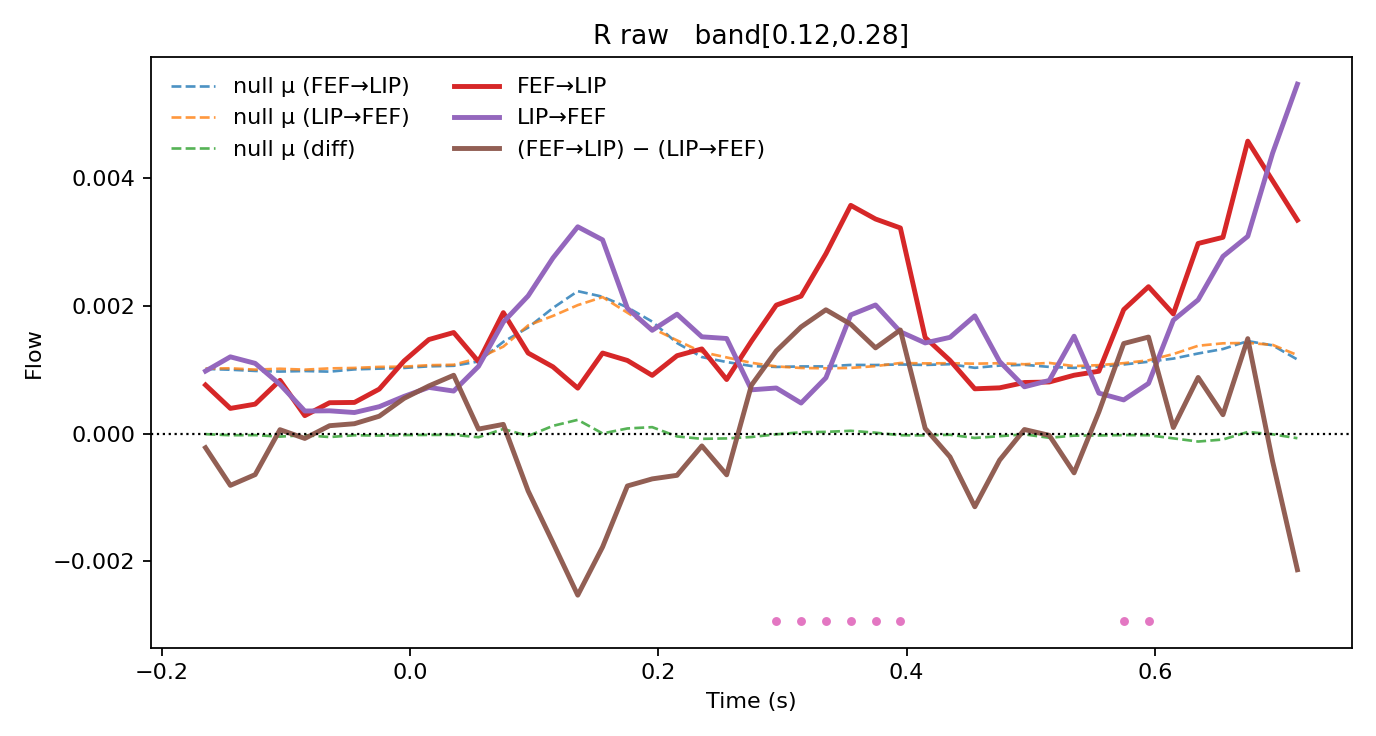 R raw   band[0.12,0.28]
null μ (FEF→LIP)
null μ (LIP→FEF)
null μ (diff)
FEF→LIP
LIP→FEF
(FEF→LIP) − (LIP→FEF)
Flow
0.004
0.002
0.000
−0.002
−0.2
0.0
0.2
0.4
0.6
Time (s)